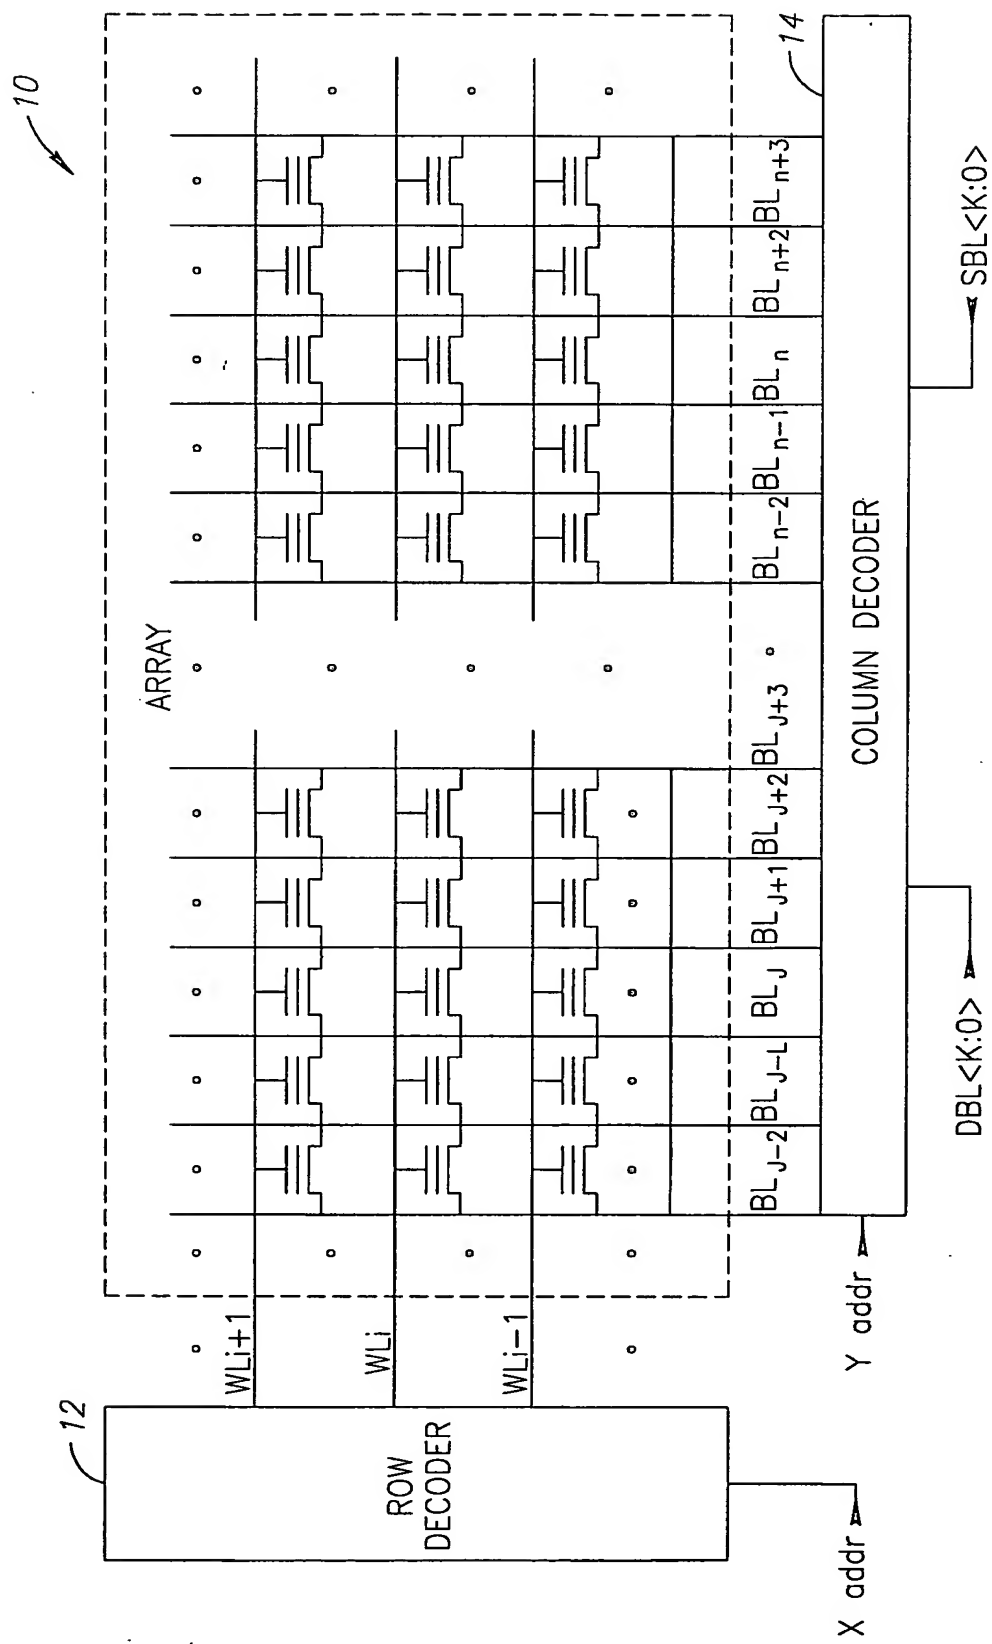 10
ARRAY
12
ROW
DECODER
WLi+1
WLi
WLi-1
BLJ-2
BLJ-L
BLJ
BLJ+1
BLJ+2
BLJ+3
BLn-2
BLn-1
BLn
BLn+2
BLn+3
14
COLUMN DECODER
X addr
Y addr
DBL<K:0>
SBL<K:0>